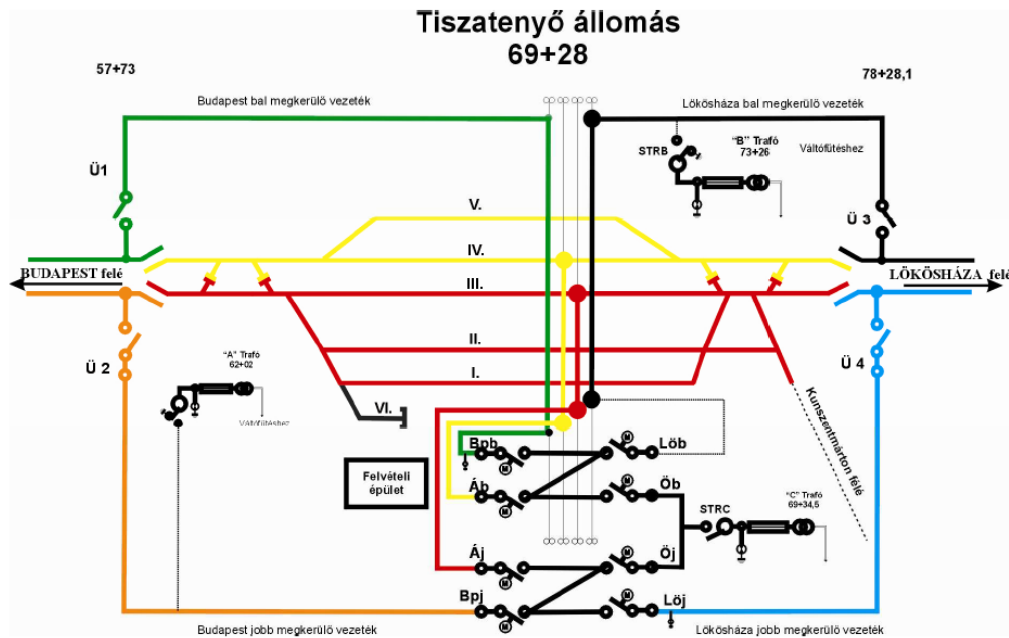 Tiszatenyő állomás
69+28
57+73
78+28,1
Budapest bal megkerülő vezeték
Lökösháza bal megkerülő vezeték
"B" Trafó
73+26
Váltófűtéshez
STRB
Ü1
Ü 3
V.
IV.
BUDAPEST felé
LŐKÖSHÁZA felé
III.
II.
"A" Trafó
62+02
Ü 2
Ü 4
I.
VI.
Váltófűtéshez
Kunszentmárton félé
Felvételi
épület
Bpb
M
M
Löb
Áb
M
M
Öb
STRC
"C" Trafó
69+34,5
Áj
M
M
Öj
Bpj
M
M
Löj
Budapest jobb megkerülő vezeték
Lőkösháza jobb megkerülő vezeték